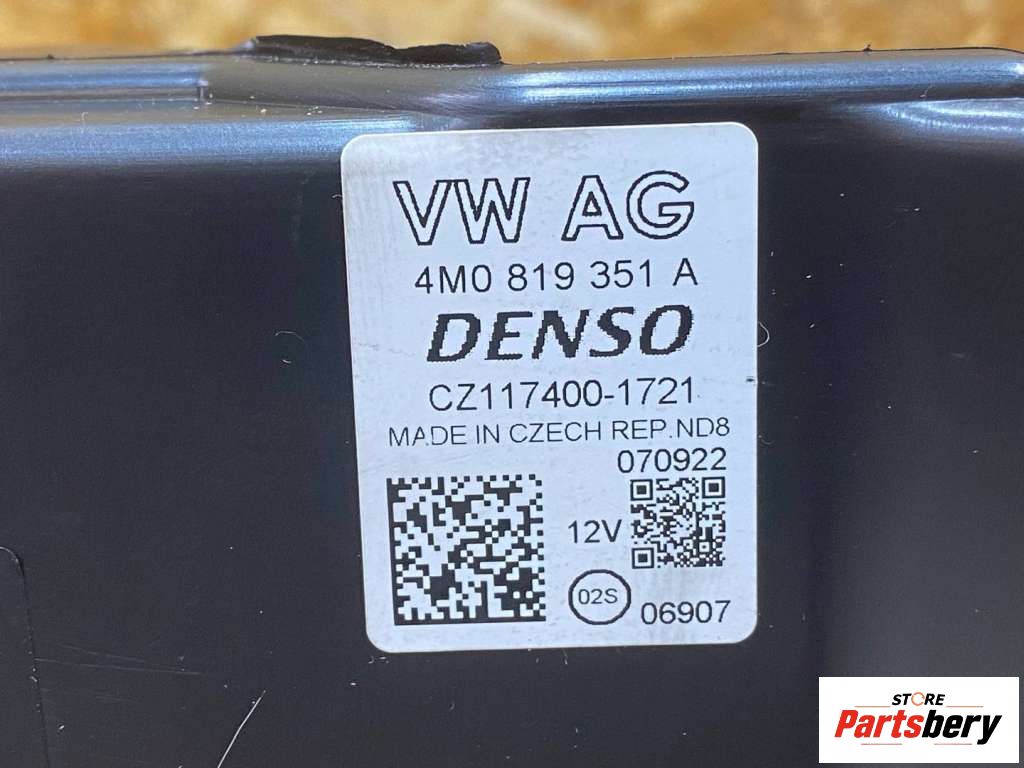 VW AG
4M0 819 351 A
DENSO
CZ117400-1721
MADE IN CZECH REP.ND8
070922
12V
02S
06907
STORE
Partsbery